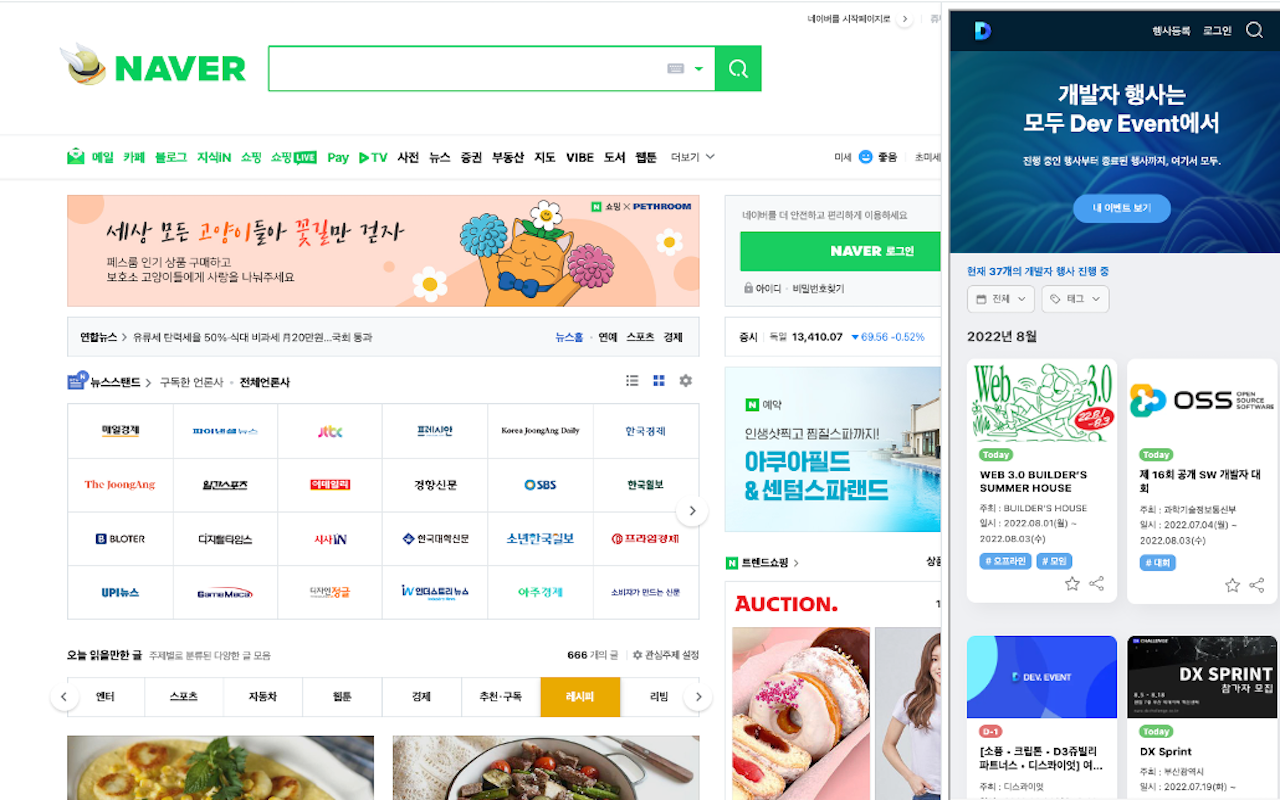 네이버를 시작페이지로
NAVER
메일 카페 블로그 지식iN 쇼핑 쇼핑LIVE Pay TV 사전 뉴스 증권 부동산 지도 VIBE 도서 웹툰 더보기
미세 좋음 초미세
세상 모든 고양이들아 꽃길만 걷자
N 쇼핑 X PETHROOM
페스룸 인기 상품 구매하고
보호소 고양이들에게 사랑을 나눠주세요
네이버를 더 안전하고 편리하게 이용하세요
NAVER 로그인
아이디 · 비밀번호찾기
연합뉴스 > 유류세 탄력세율 50%·식대 비과세 月20만원...국회 통과
뉴스홈 · 연예 스포츠 경제
증시 독일 13,410.07 ▼69.56 -0.52%
뉴스스탠드 > 구독한 언론사 · 전체언론사
매일경제 파이낸셜뉴스 jtbc 프레시안 Korea JoongAng Daily 한국경제
The JoongAng 일간스포츠 이데일리 경향신문 SBS 한국일보
BLOTER 디지털타임스 시사IN 한국대학신문 소년한국일보 프라임경제
UPI뉴스 GameMeca 디자인정글 인더스트리뉴스 아주경제 소비자가 만드는 신문
N 예약
인생샷찍고 찜질스파까지!
아쿠아필드
& 센텀스파랜드
N 트렌드쇼핑 >
AUCTION.
오늘 읽을만한 글 주제별로 분류된 다양한 글 모음
666 개의 글 관심주제 설정
엔터 스포츠 자동차 웹툰 경제 추천·구독 레시피 리빙
행사등록 로그인
개발자 행사는
모두 Dev Event에서
진행 중인 행사부터 종료된 행사까지, 여기서 모두.
내 이벤트 보기
현재 37개의 개발자 행사 진행 중
전체 태그
2022년 8월
Web 3.0
22.8.1
-8.3
Today
WEB 3.0 BUILDER'S
SUMMER HOUSE
주최 : BUILDER'S HOUSE
일시 : 2022.08.01(월) ~
2022.08.03(수)
# 오프라인 # 모임
OSS OPEN
SOURCE
SOFTWARE
Today
제 16회 공개 SW 개발자 대
회
주최 : 과학기술정보통신부
일시 : 2022.07.04(월) ~
2022.08.03(수)
# 대회
DEV. EVENT
D-1
[소풍 • 크립톤 • D3쥬빌리
파트너스 • 디스콰이엇] 여...
주최 : 디스콰이엇
DX CHALLENGE
DX SPRINT
참가자 모집
8.5 - 8.18
Today
DX Sprint
주최 : 부산광역시
일시 : 2022.07.19(화) ~